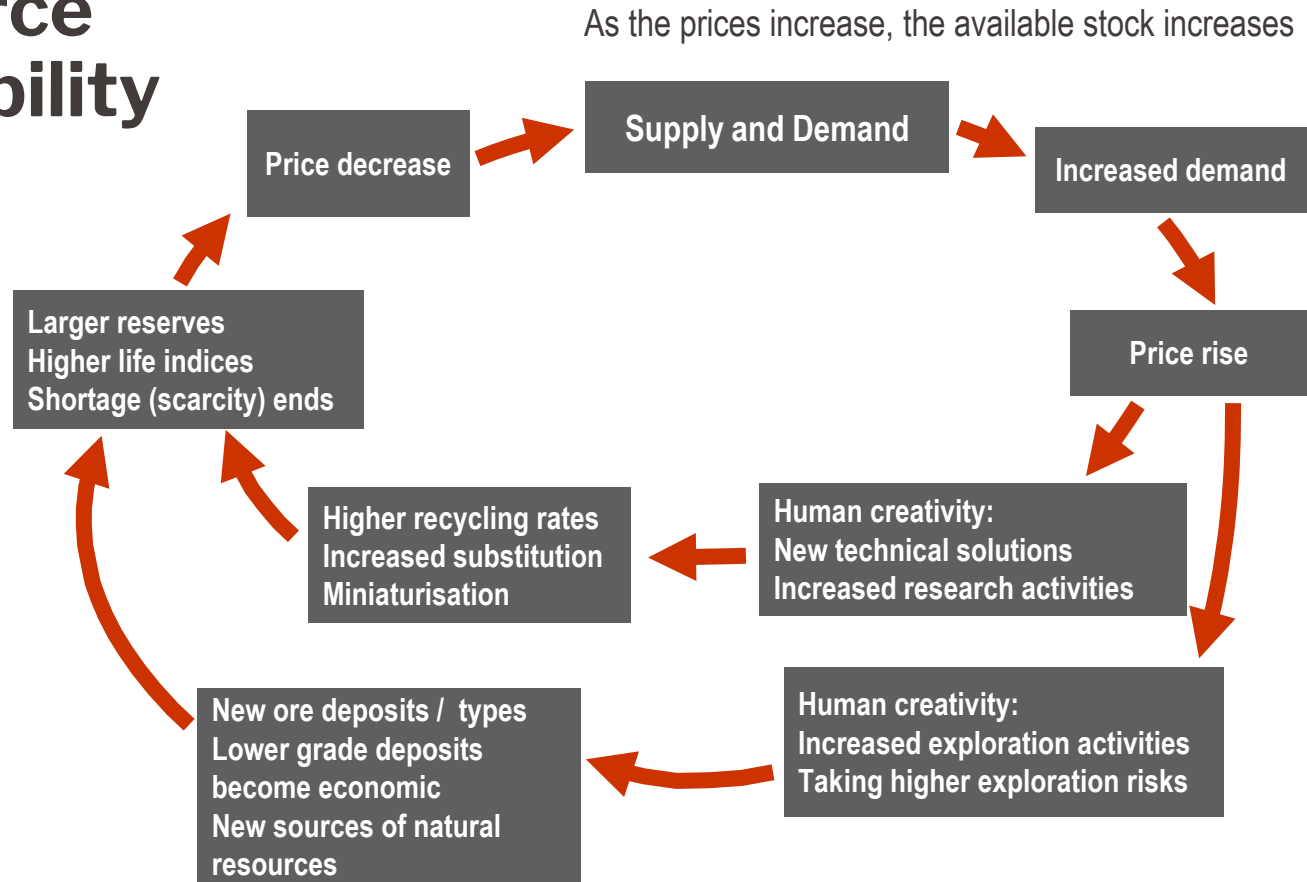 As the prices increase, the available stock increases
Supply and Demand
Price decrease
Increased demand
Larger reserves
Higher life indices
Shortage (scarcity) ends
Price rise
Higher recycling rates
Increased substitution
Miniaturisation
Human creativity:
New technical solutions
Increased research activities
New ore deposits / types
Lower grade deposits
become economic
New sources of natural
resources
Human creativity:
Increased exploration activities
Taking higher exploration risks